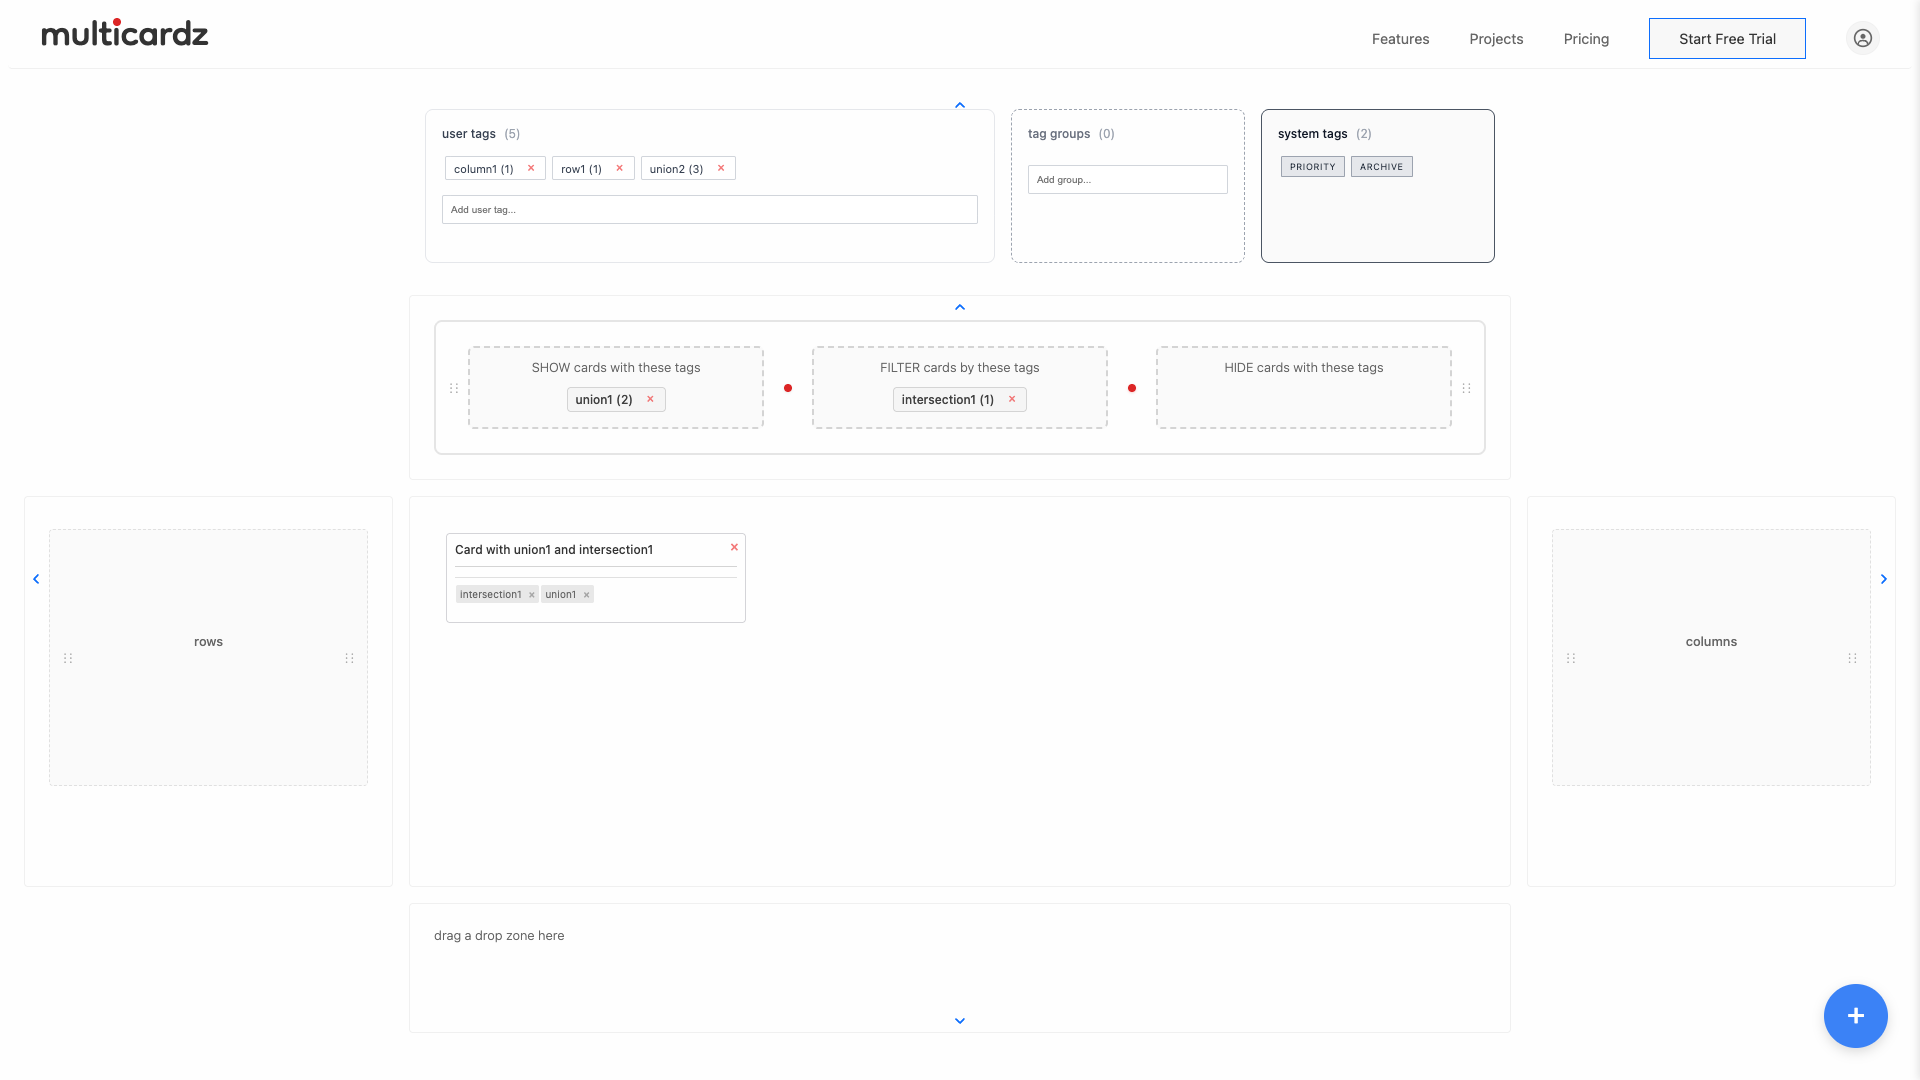 multicardz
Features Projects Pricing Start Free Trial
user tags (5)
column1 (1) × row1 (1) × union2 (3) ×
Add user tag...
tag groups (0)
Add group...
system tags (2)
PRIORITY ARCHIVE
SHOW cards with these tags
union1 (2) ×
FILTER cards by these tags
intersection1 (1) ×
HIDE cards with these tags
rows
Card with union1 and intersection1 ×
intersection1 × union1 ×
columns
drag a drop zone here
+